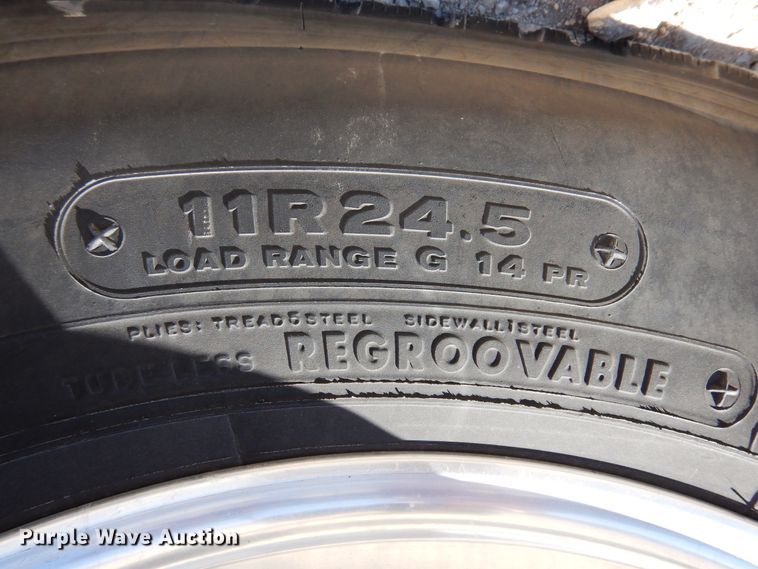 11R24.5
LOAD RANGE G 14 PR
PLIES: TREAD 5 STEEL SIDEWALL 1 STEEL
TUBELESS REGROOVABLE
Purple Wave Auction